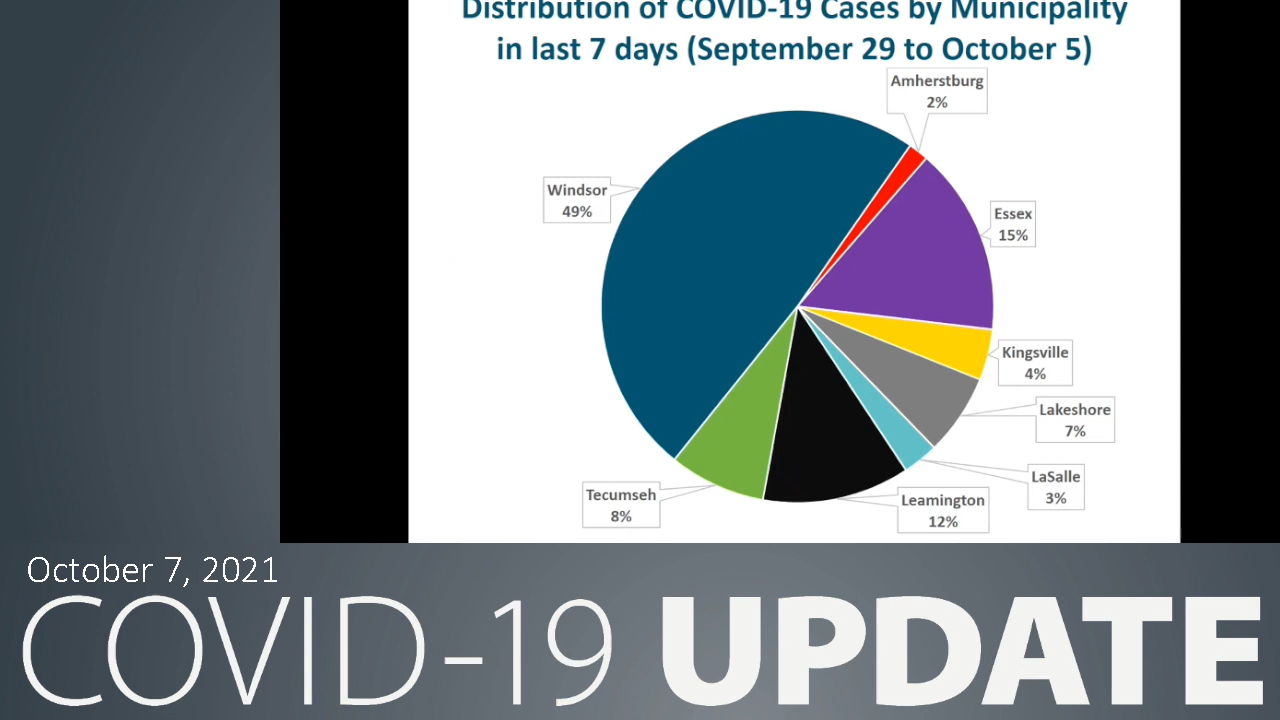 Distribution of COVID-19 Cases by Municipality
in last 7 days (September 29 to October 5)
Amherstburg
2%
Windsor
49%
Essex
15%
Kingsville
4%
Lakeshore
7%
LaSalle
3%
Leamington
12%
Tecumseh
8%
October 7, 2021
COVID-19 UPDATE